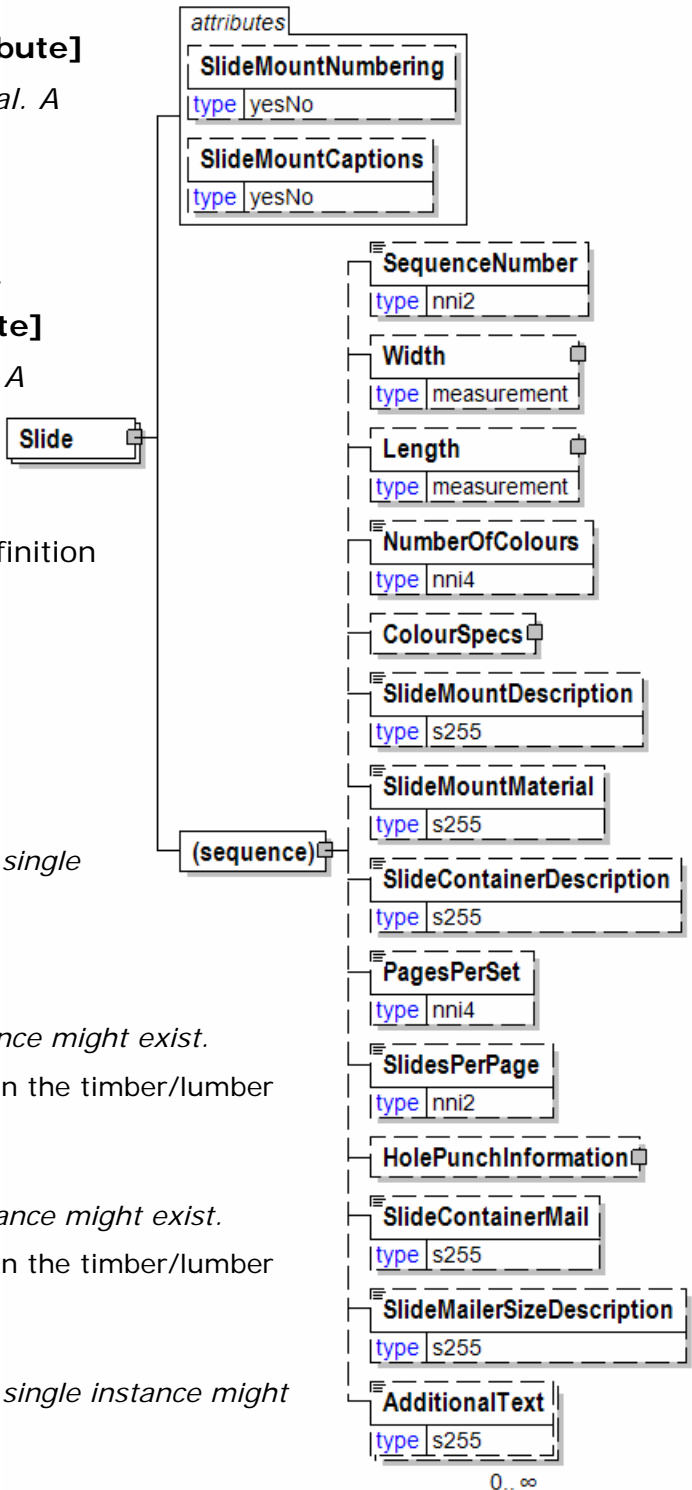 attributes
bute]
SlideMountNumbering
al. A
type yesNo
SlideMountCaptions
type yesNo
SequenceNumber
type nni2
te]
Width
A
type measurement
Slide
Length
type measurement
finition
NumberOfColours
type nni4
ColourSpecs
SlideMountDescription
type s255
SlideMountMaterial
type s255
single
(sequence)
SlideContainerDescription
type s255
PagesPerSet
type nni4
nce might exist.
SlidesPerPage
n the timber/lumber
type nni2
HolePunchInformation
ance might exist.
SlideContainerMail
n the timber/lumber
type s255
SlideMailerSizeDescription
type s255
single instance might
AdditionalText
type s255
0..∞